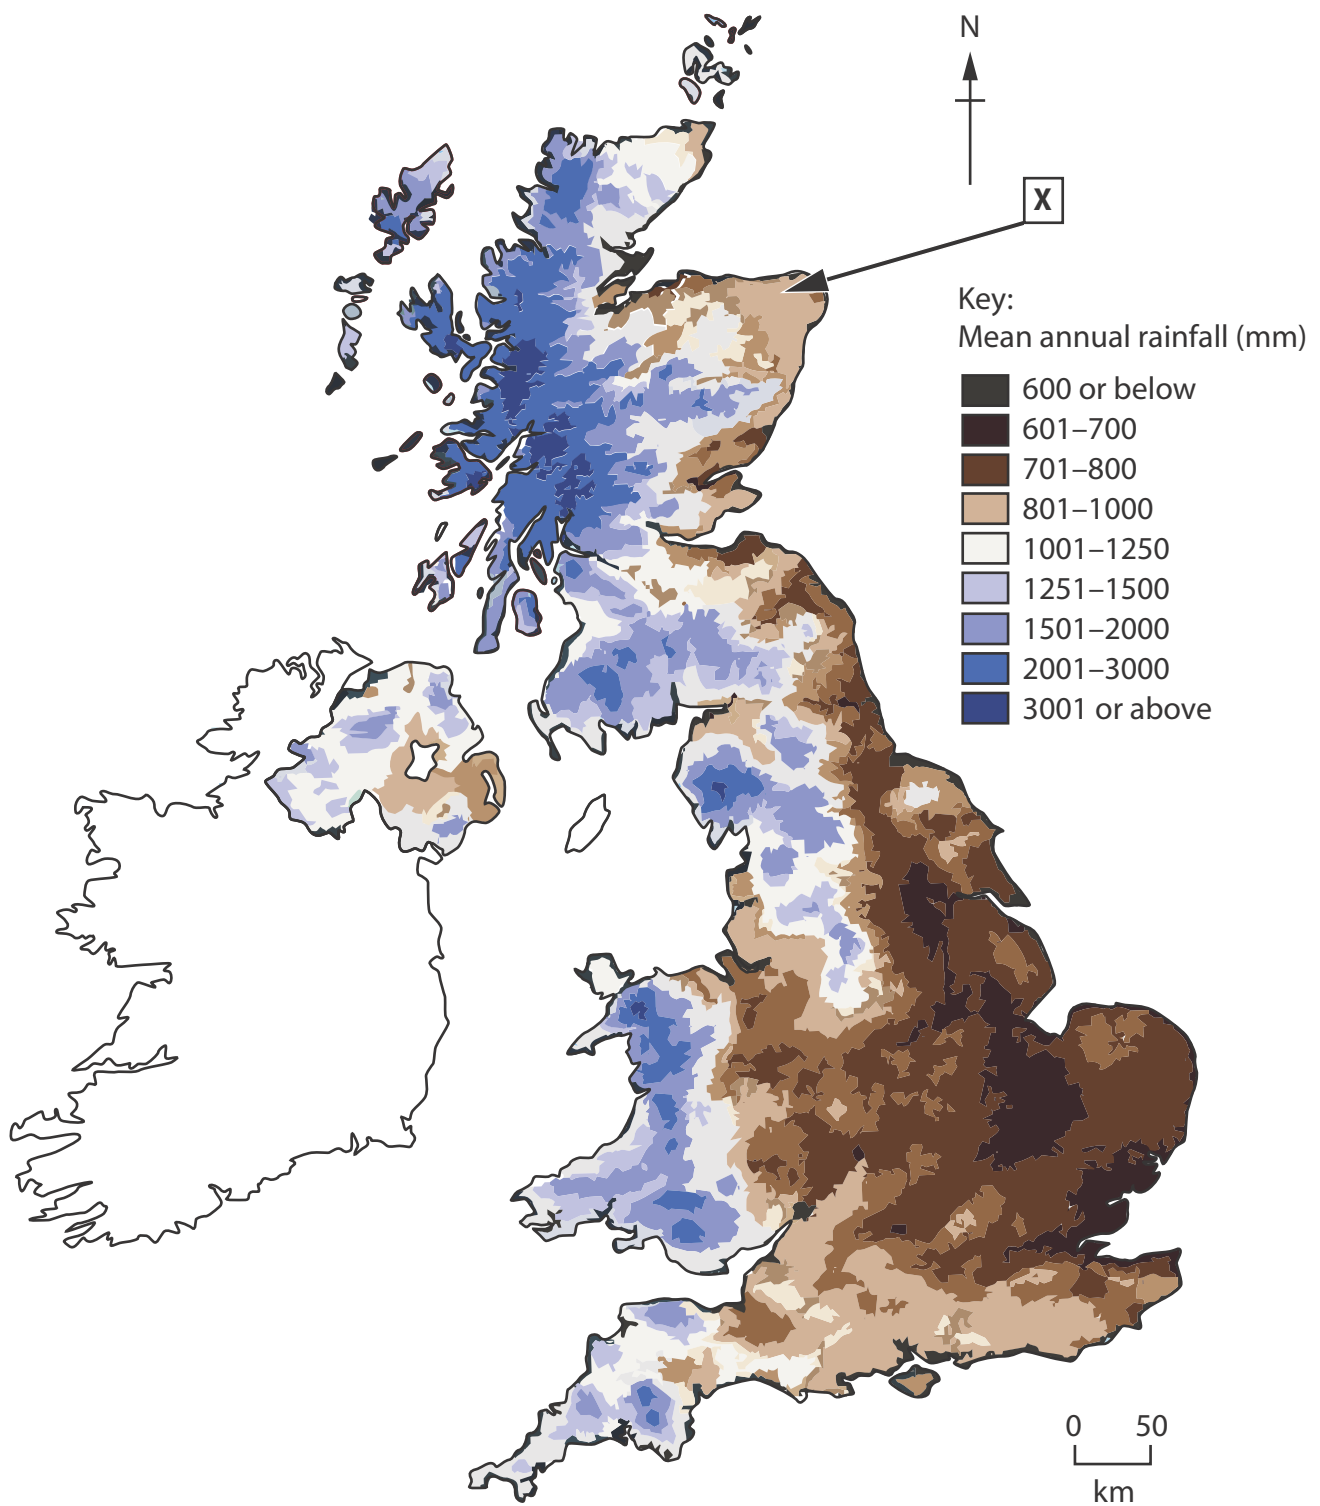 N
X
Key:
Mean annual rainfall (mm)
600 or below
601–700
701–800
801–1000
1001–1250
1251–1500
1501–2000
2001–3000
3001 or above
0 50
km